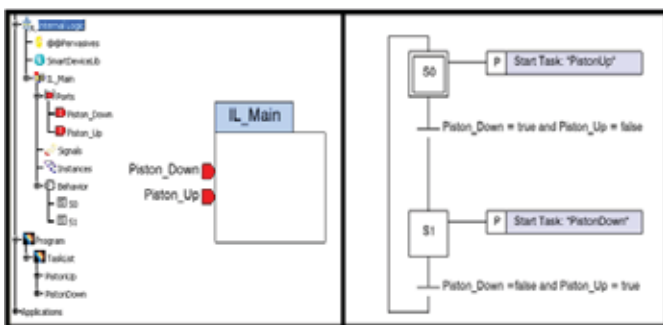 Internal Logic
@@Pervasives
SmartDeviceLib
IL_Main
Ports
Piston_Down
Piston_Up
Signals
Instances
Behavior
S0
S1
Program
TaskList
PistonUp
PistonDown
Applications
IL_Main
Piston_Down
Piston_Up
S0
P Start Task: "PistonUp"
Piston_Down = true and Piston_Up = false
S1
P Start Task: "PistonDown"
Piston_Down =false and Piston_Up = true